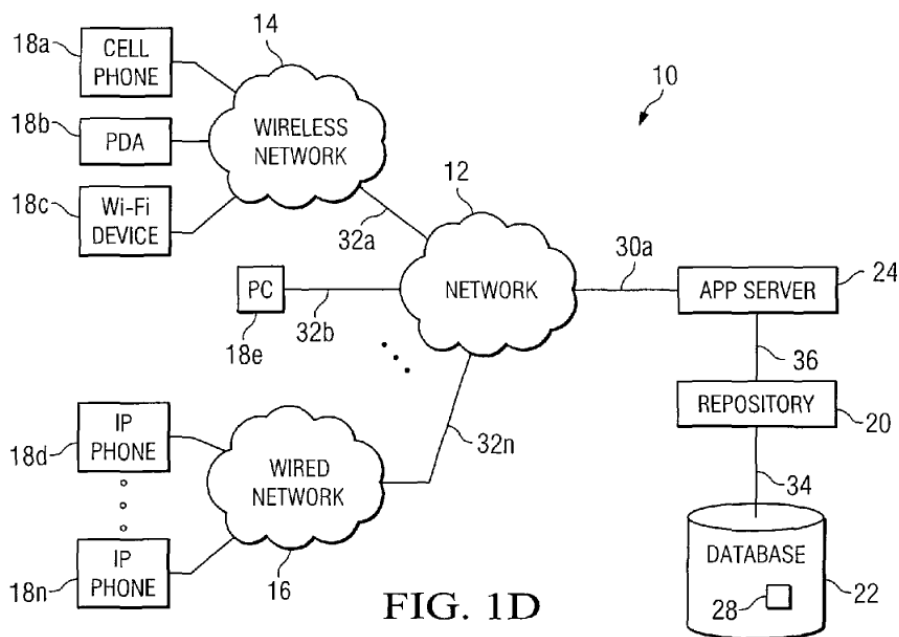 18a
CELL
PHONE
14
10
18b
PDA
WIRELESS
NETWORK
12
18c
Wi-Fi
DEVICE
32a
30a
PC
32b
NETWORK
APP SERVER
24
18e
36
REPOSITORY
20
18d
IP
PHONE
32n
WIRED
NETWORK
34
18n
IP
PHONE
16
DATABASE
28
22
FIG. 1D